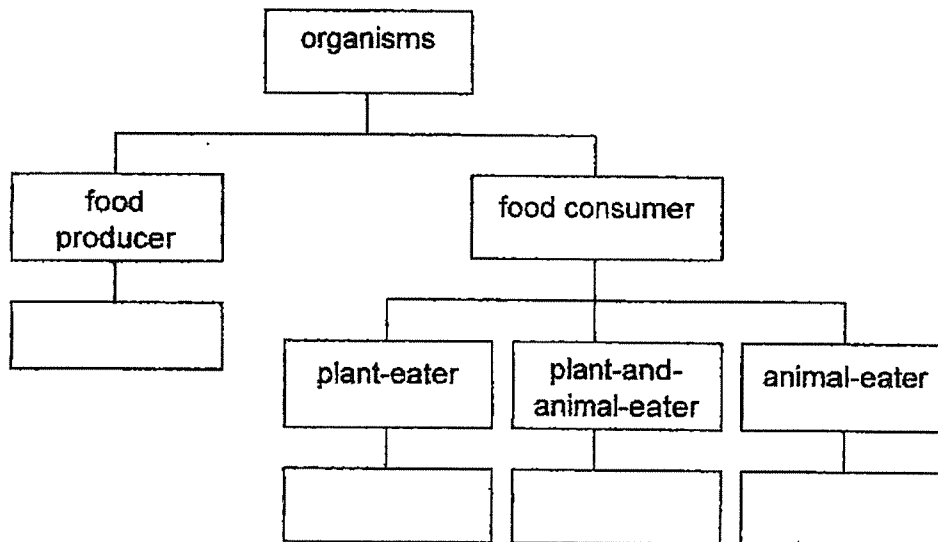 organisms
food
producer
food consumer
plant-eater
plant-and-
animal-eater
animal-eater